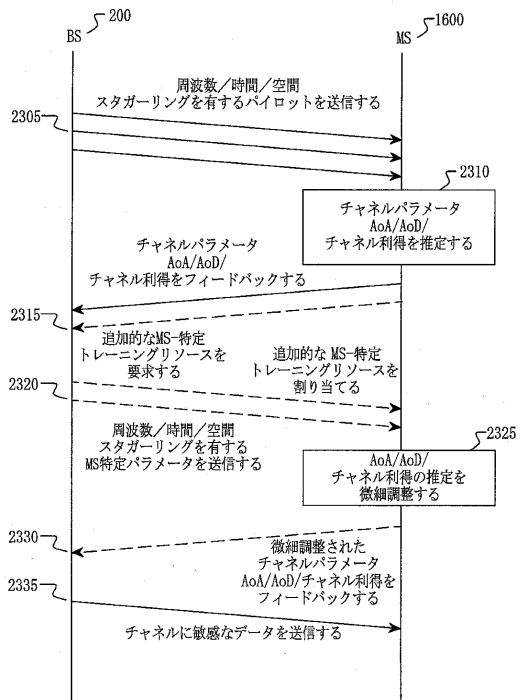 200
BS
1600
MS
周波数/時間/空間
スタガーリングを有するパイロットを送信する
2305
2310
チャネルパラメータ
AoA/AoD/
チャネル利得を推定する
チャネルパラメータ
AoA/AoD/
チャネル利得をフィードバックする
2315
追加的なMS-特定
トレーニングリソースを
要求する
追加的な MS-特定
トレーニングリソースを
割り当てる
2320
周波数/時間/空間
スタガーリングを有する
MS特定パラメータを送信する
2325
AoA/AoD/
チャネル利得の推定を
微細調整する
2330
微細調整された
チャネルパラメータ
AoA/AoD/チャネル利得を
フィードバックする
2335
チャネルに敏感なデータを送信する